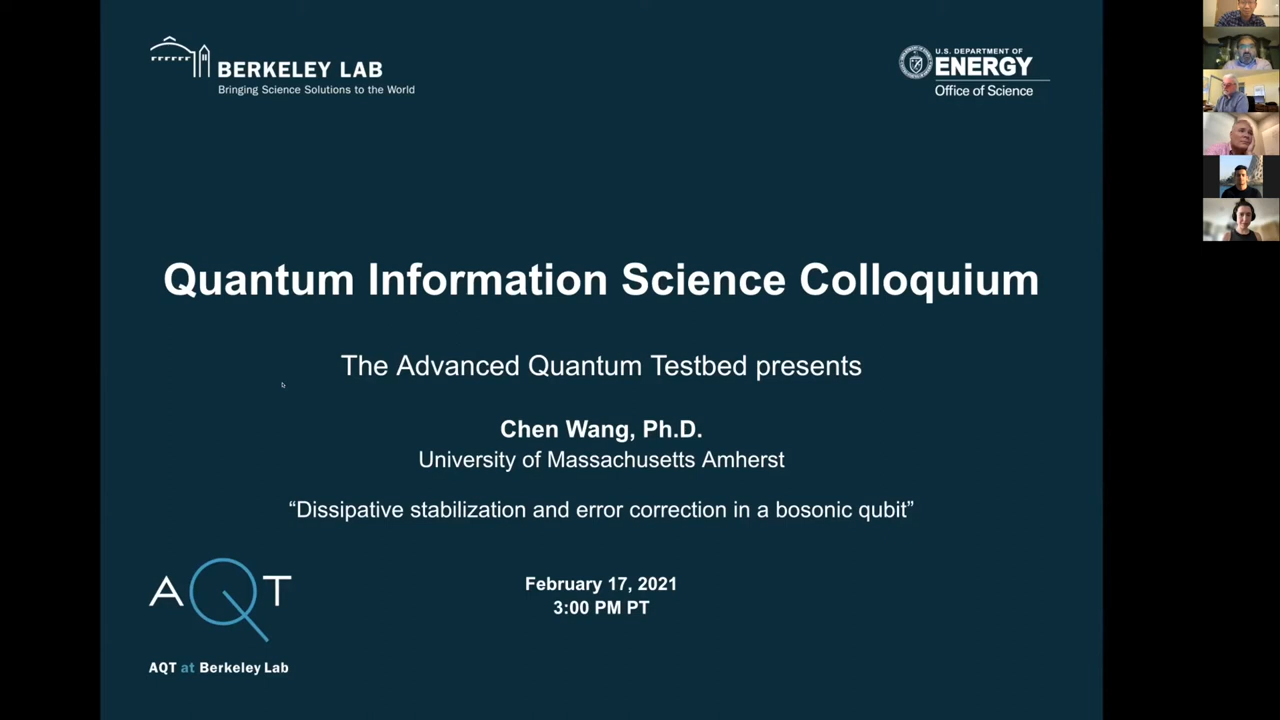 BERKELEY LAB
Bringing Science Solutions to the World
U.S. DEPARTMENT OF
ENERGY
Office of Science
Quantum Information Science Colloquium
The Advanced Quantum Testbed presents
Chen Wang, Ph.D.
University of Massachusetts Amherst
“Dissipative stabilization and error correction in a bosonic qubit”
February 17, 2021
3:00 PM PT
AQT
AQT at Berkeley Lab